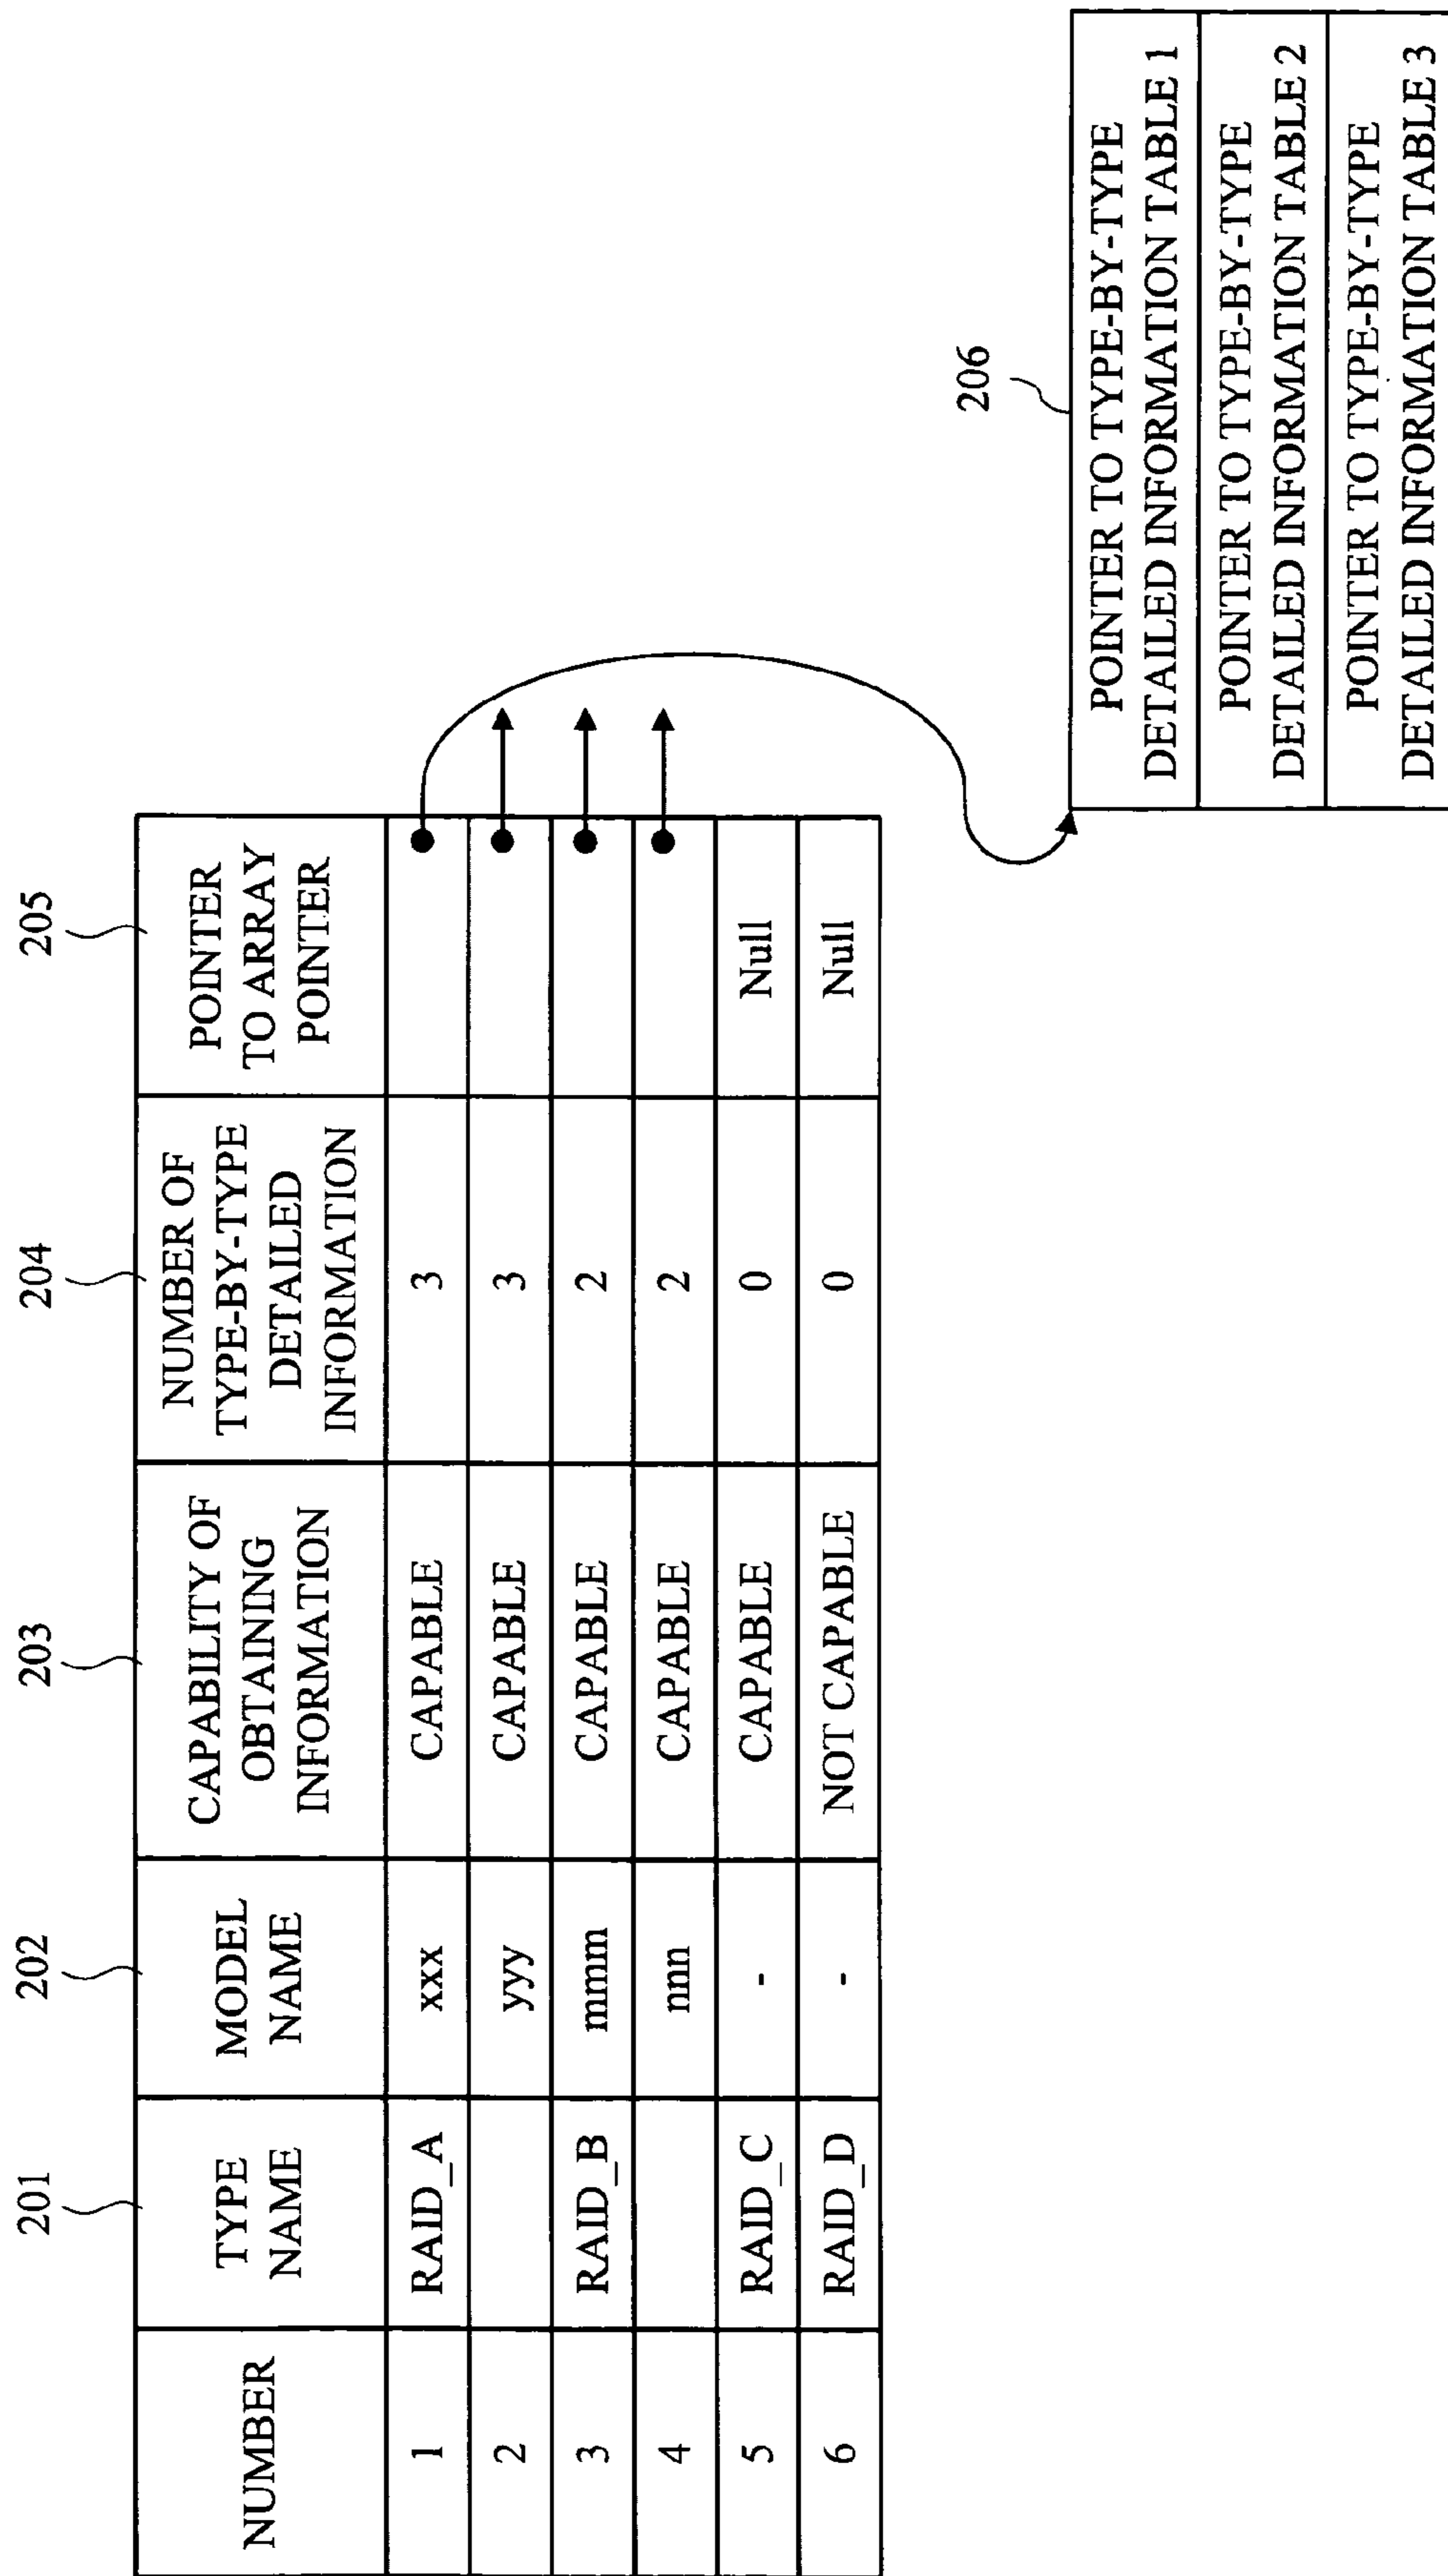 201
202
203
204
205
NUMBER
TYPE
NAME
MODEL
NAME
CAPABILITY OF
OBTAINING
INFORMATION
NUMBER OF
TYPE-BY-TYPE
DETAILED
INFORMATION
POINTER
TO ARRAY
POINTER
1
RAID_A
xxx
CAPABLE
3
2
yyy
CAPABLE
3
3
RAID_B
mmm
CAPABLE
2
4
nnn
CAPABLE
2
5
RAID_C
-
CAPABLE
0
Null
6
RAID_D
-
NOT CAPABLE
0
Null
206
POINTER TO TYPE-BY-TYPE
DETAILED INFORMATION TABLE 1
POINTER TO TYPE-BY-TYPE
DETAILED INFORMATION TABLE 2
POINTER TO TYPE-BY-TYPE
DETAILED INFORMATION TABLE 3